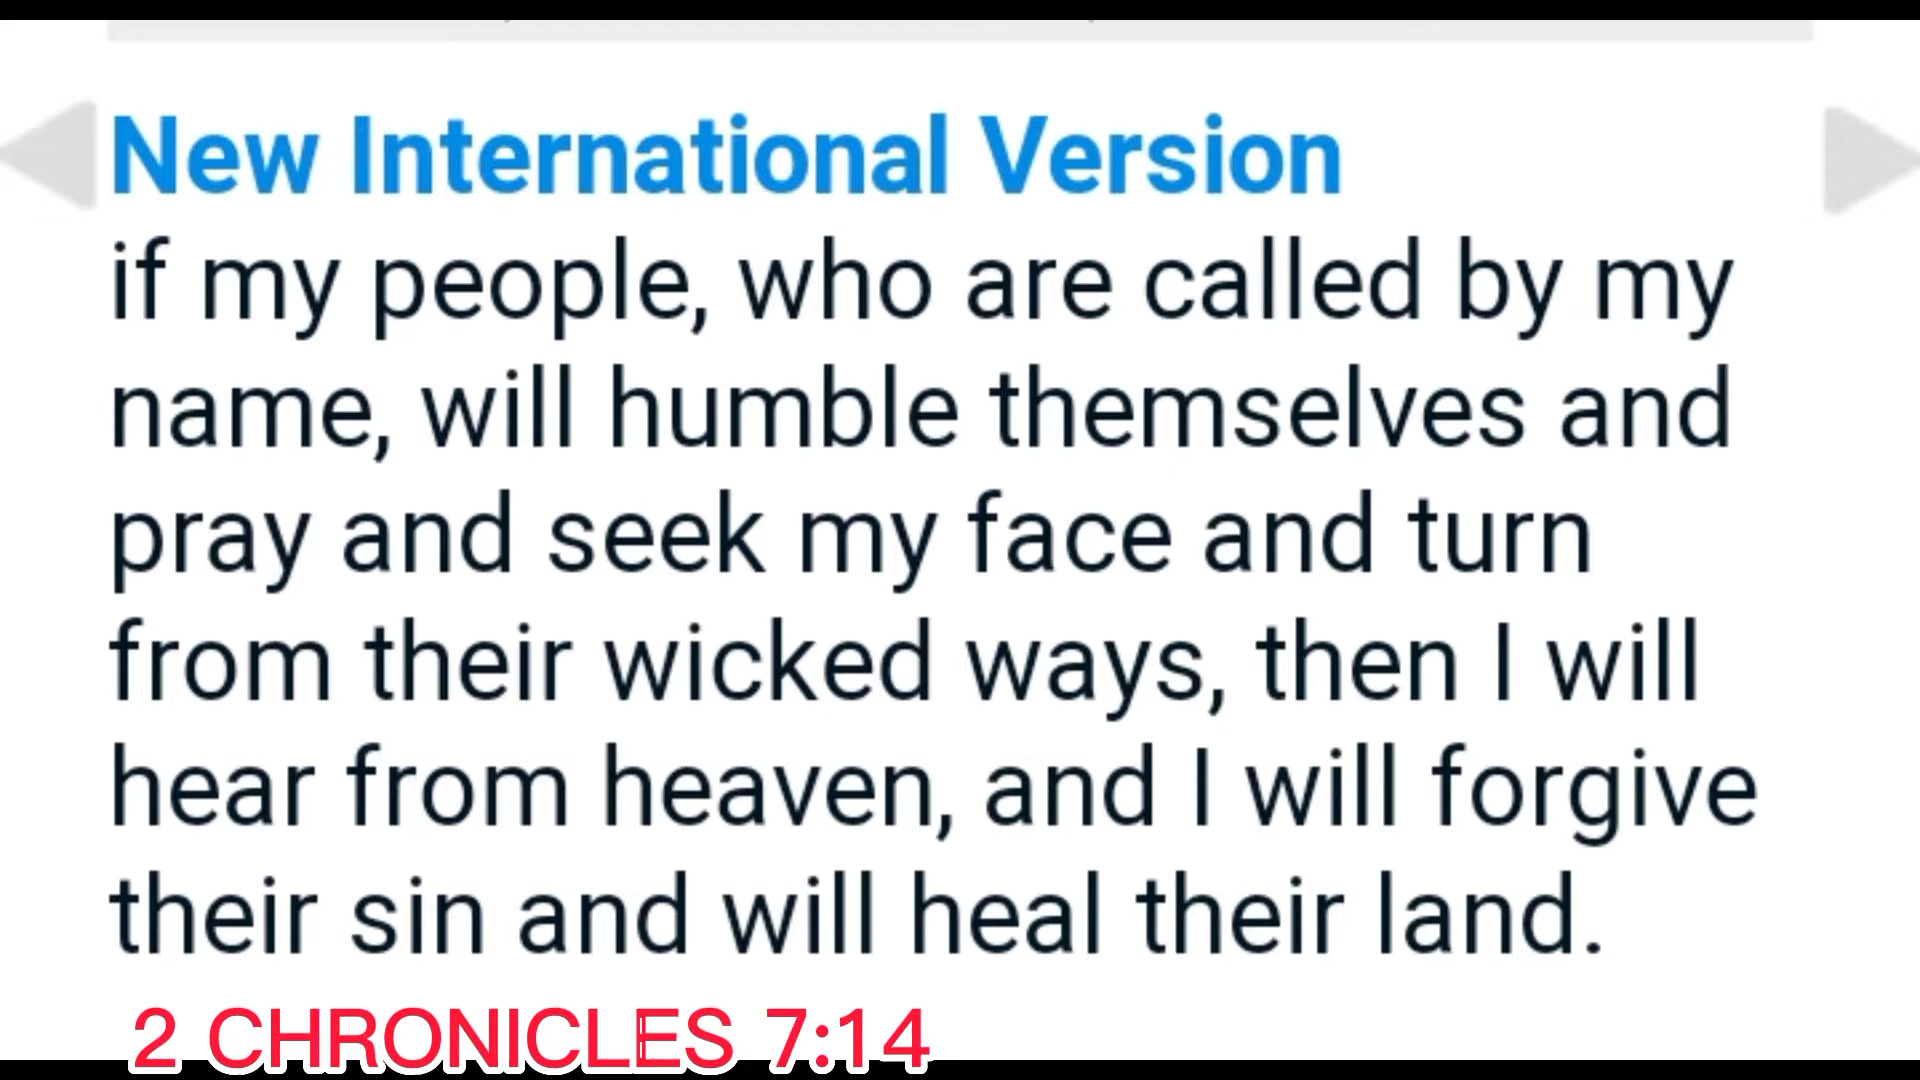 New International Version
if my people, who are called by my
name, will humble themselves and
pray and seek my face and turn
from their wicked ways, then I will
hear from heaven, and I will forgive
their sin and will heal their land.
2 CHRONICLES 7:14